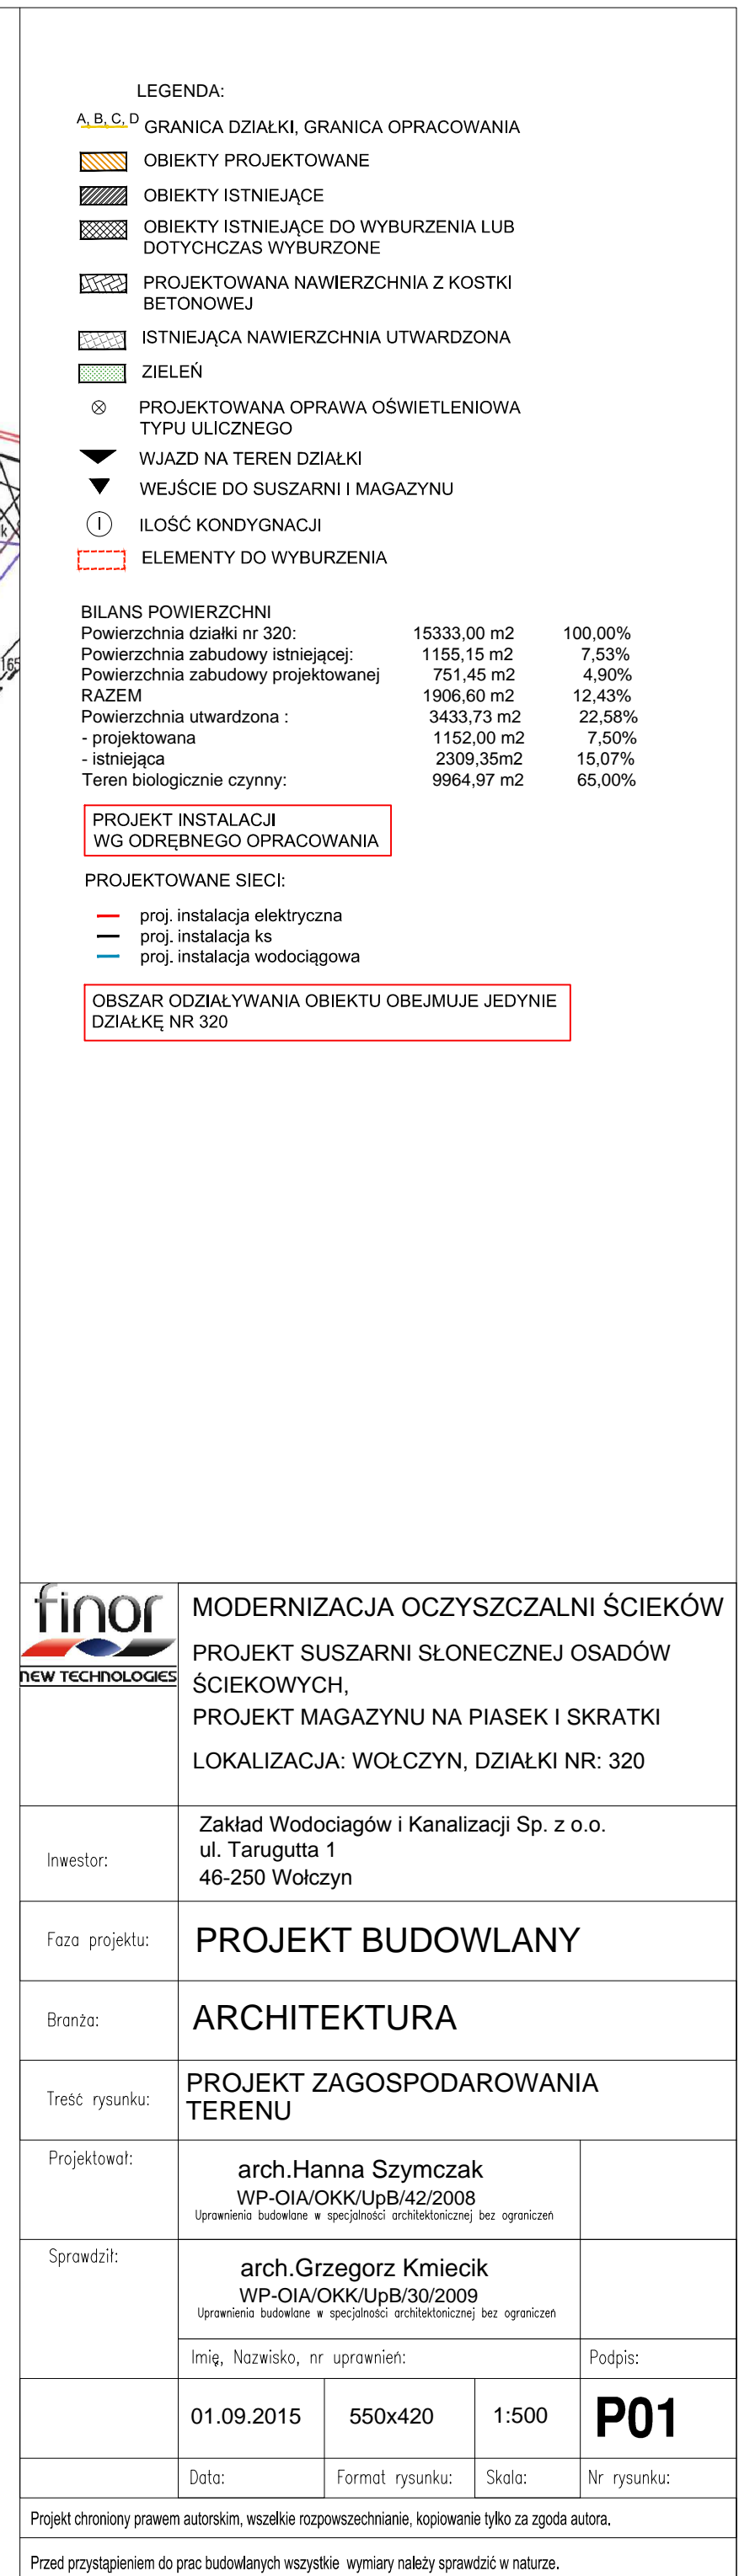 LEGENDA:
A, B, C, D GRANICA DZIAŁKI, GRANICA OPRACOWANIA
OBIEKTY PROJEKTOWANE
OBIEKTY ISTNIEJĄCE
OBIEKTY ISTNIEJĄCE DO WYBURZENIA LUB
DOTYCHCZAS WYBURZONE
PROJEKTOWANA NAWIERZCHNIA Z KOSTKI
BETONOWEJ
ISTNIEJĄCA NAWIERZCHNIA UTWARDZONA
ZIELEŃ
PROJEKTOWANA OPRAWA OŚWIETLENIOWA
TYPU ULICZNEGO
WJAZD NA TEREN DZIAŁKI
WEJŚCIE DO SUSZARNI I MAGAZYNU
I ILOŚĆ KONDYGNACJI
ELEMENTY DO WYBURZENIA
k
165
BILANS POWIERZCHNI
Powierzchnia działki nr 320: 15333,00 m2 100,00%
Powierzchnia zabudowy istniejącej: 1155,15 m2 7,53%
Powierzchnia zabudowy projektowanej 751,45 m2 4,90%
RAZEM 1906,60 m2 12,43%
Powierzchnia utwardzona : 3433,73 m2 22,58%
- projektowana 1152,00 m2 7,50%
- istniejąca 2309,35m2 15,07%
Teren biologicznie czynny: 9964,97 m2 65,00%
PROJEKT INSTALACJI
WG ODRĘBNEGO OPRACOWANIA
PROJEKTOWANE SIECI:
proj. instalacja elektryczna
proj. instalacja ks
proj. instalacja wodociągowa
OBSZAR ODZIAŁYWANIA OBIEKTU OBEJMUJE JEDYNIE
DZIAŁKĘ NR 320
finor
NEW TECHNOLOGIES
MODERNIZACJA OCZYSZCZALNI ŚCIEKÓW
PROJEKT SUSZARNI SŁONECZNEJ OSADÓW
ŚCIEKOWYCH,
PROJEKT MAGAZYNU NA PIASEK I SKRATKI
LOKALIZACJA: WOŁCZYN, DZIAŁKI NR: 320
Inwestor:
Zakład Wodociagów i Kanalizacji Sp. z o.o.
ul. Tarugutta 1
46-250 Wołczyn
Faza projektu: PROJEKT BUDOWLANY
Branża: ARCHITEKTURA
Treść rysunku: PROJEKT ZAGOSPODAROWANIA
TERENU
Projektował:
arch.Hanna Szymczak
WP-OIA/OKK/UpB/42/2008
Uprawnienia budowlane w specjalności architektonicznej bez ograniczeń
Sprawdził:
arch.Grzegorz Kmiecik
WP-OIA/OKK/UpB/30/2009
Uprawnienia budowlane w specjalności architektonicznej bez ograniczeń
Imię, Nazwisko, nr uprawnień: Podpis:
01.09.2015 550x420 1:500 P01
Data: Format rysunku: Skala: Nr rysunku:
Projekt chroniony prawem autorskim, wszelkie rozpowszechnianie, kopiowanie tylko za zgoda autora.
Przed przystąpieniem do prac budowlanych wszystkie wymiary należy sprawdzić w naturze.